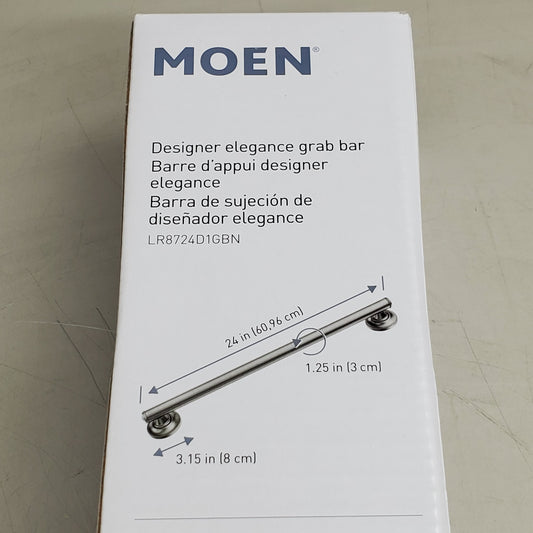 MOEN®
Designer elegance grab bar
Barre d'appui designer
elegance
Barra de sujeción de
diseñador elegance
LR8724D1GBN
24 in (60,96 cm)
1.25 in (3 cm)
3.15 in (8 cm)